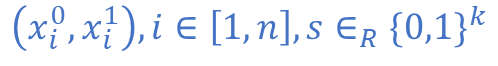 (x_i^0, x_i^1), i ∈ [1, n], s ∈_R {0,1}^k